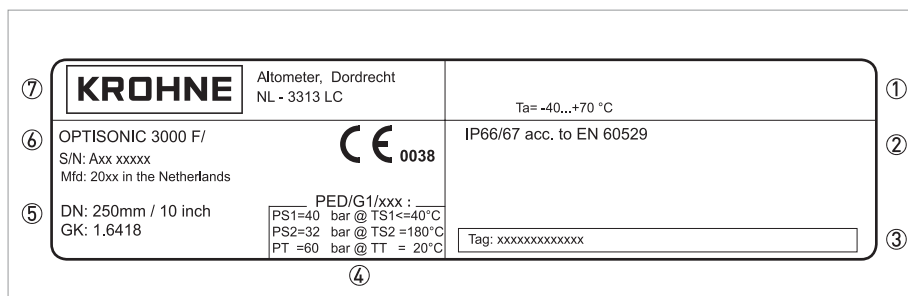 ⑦
KROHNE
Altometer, Dordrecht
NL - 3313 LC
Ta= -40...+70 °C
①
⑥
OPTISONIC 3000 F/
S/N: Axx xxxxx
Mfd: 20xx in the Netherlands
CE 0038
IP66/67 acc. to EN 60529
②
⑤
DN: 250mm / 10 inch
GK: 1.6418
PED/G1/xxx :
PS1=40 bar @ TS1<=40°C
PS2=32 bar @ TS2 =180°C
PT =60 bar @ TT = 20°C
④
Tag: xxxxxxxxxxxxx
③